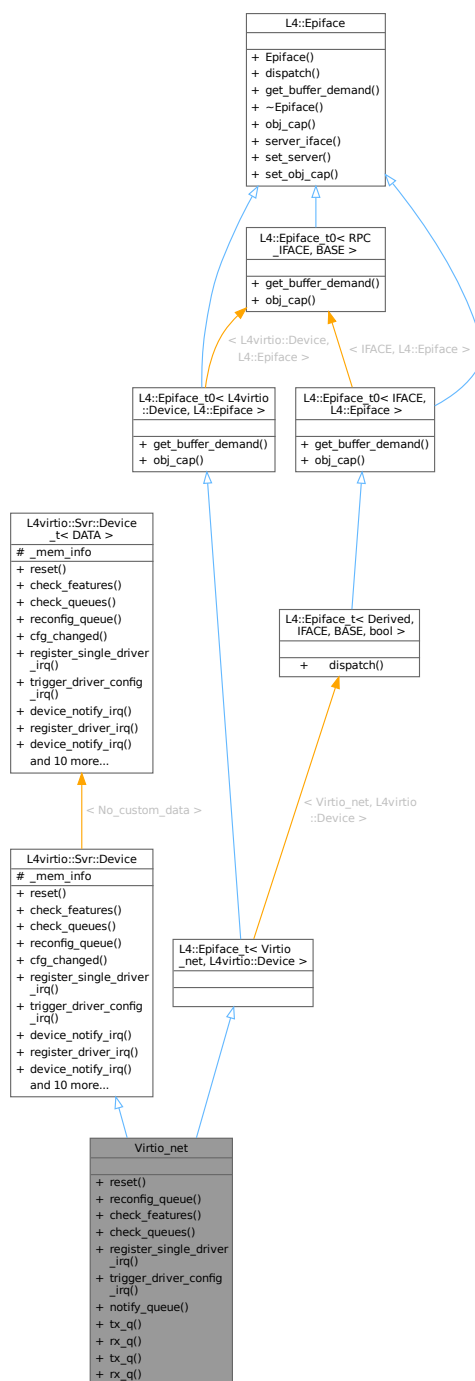 L4::Epiface
+ Epiface()
+ dispatch()
+ get_buffer_demand()
+ ~Epiface()
+ obj_cap()
+ server_iface()
+ set_server()
+ set_obj_cap()
L4::Epiface_t0< RPC
_IFACE, BASE >
+ get_buffer_demand()
+ obj_cap()
< L4virtio::Device,
L4::Epiface >
< IFACE, L4::Epiface >
L4::Epiface_t0< L4virtio
::Device, L4::Epiface >
+ get_buffer_demand()
+ obj_cap()
L4::Epiface_t0< IFACE,
L4::Epiface >
+ get_buffer_demand()
+ obj_cap()
L4virtio::Svr::Device
_t< DATA >
# _mem_info
+ reset()
+ check_features()
+ check_queues()
+ reconfig_queue()
+ cfg_changed()
+ register_single_driver
_irq()
+ trigger_driver_config
_irq()
+ device_notify_irq()
+ register_driver_irq()
+ device_notify_irq()
and 10 more...
L4::Epiface_t< Derived,
IFACE, BASE, bool >
+ dispatch()
< No_custom_data >
< Virtio_net, L4virtio
::Device >
L4virtio::Svr::Device
# _mem_info
+ reset()
+ check_features()
+ check_queues()
+ reconfig_queue()
+ cfg_changed()
+ register_single_driver
_irq()
+ trigger_driver_config
_irq()
+ device_notify_irq()
+ register_driver_irq()
+ device_notify_irq()
and 10 more...
L4::Epiface_t< Virtio
_net, L4virtio::Device >
Virtio_net
+ reset()
+ reconfig_queue()
+ check_features()
+ check_queues()
+ register_single_driver
_irq()
+ trigger_driver_config
_irq()
+ notify_queue()
+ tx_q()
+ rx_q()
+ tx_q()
+ rx_q()